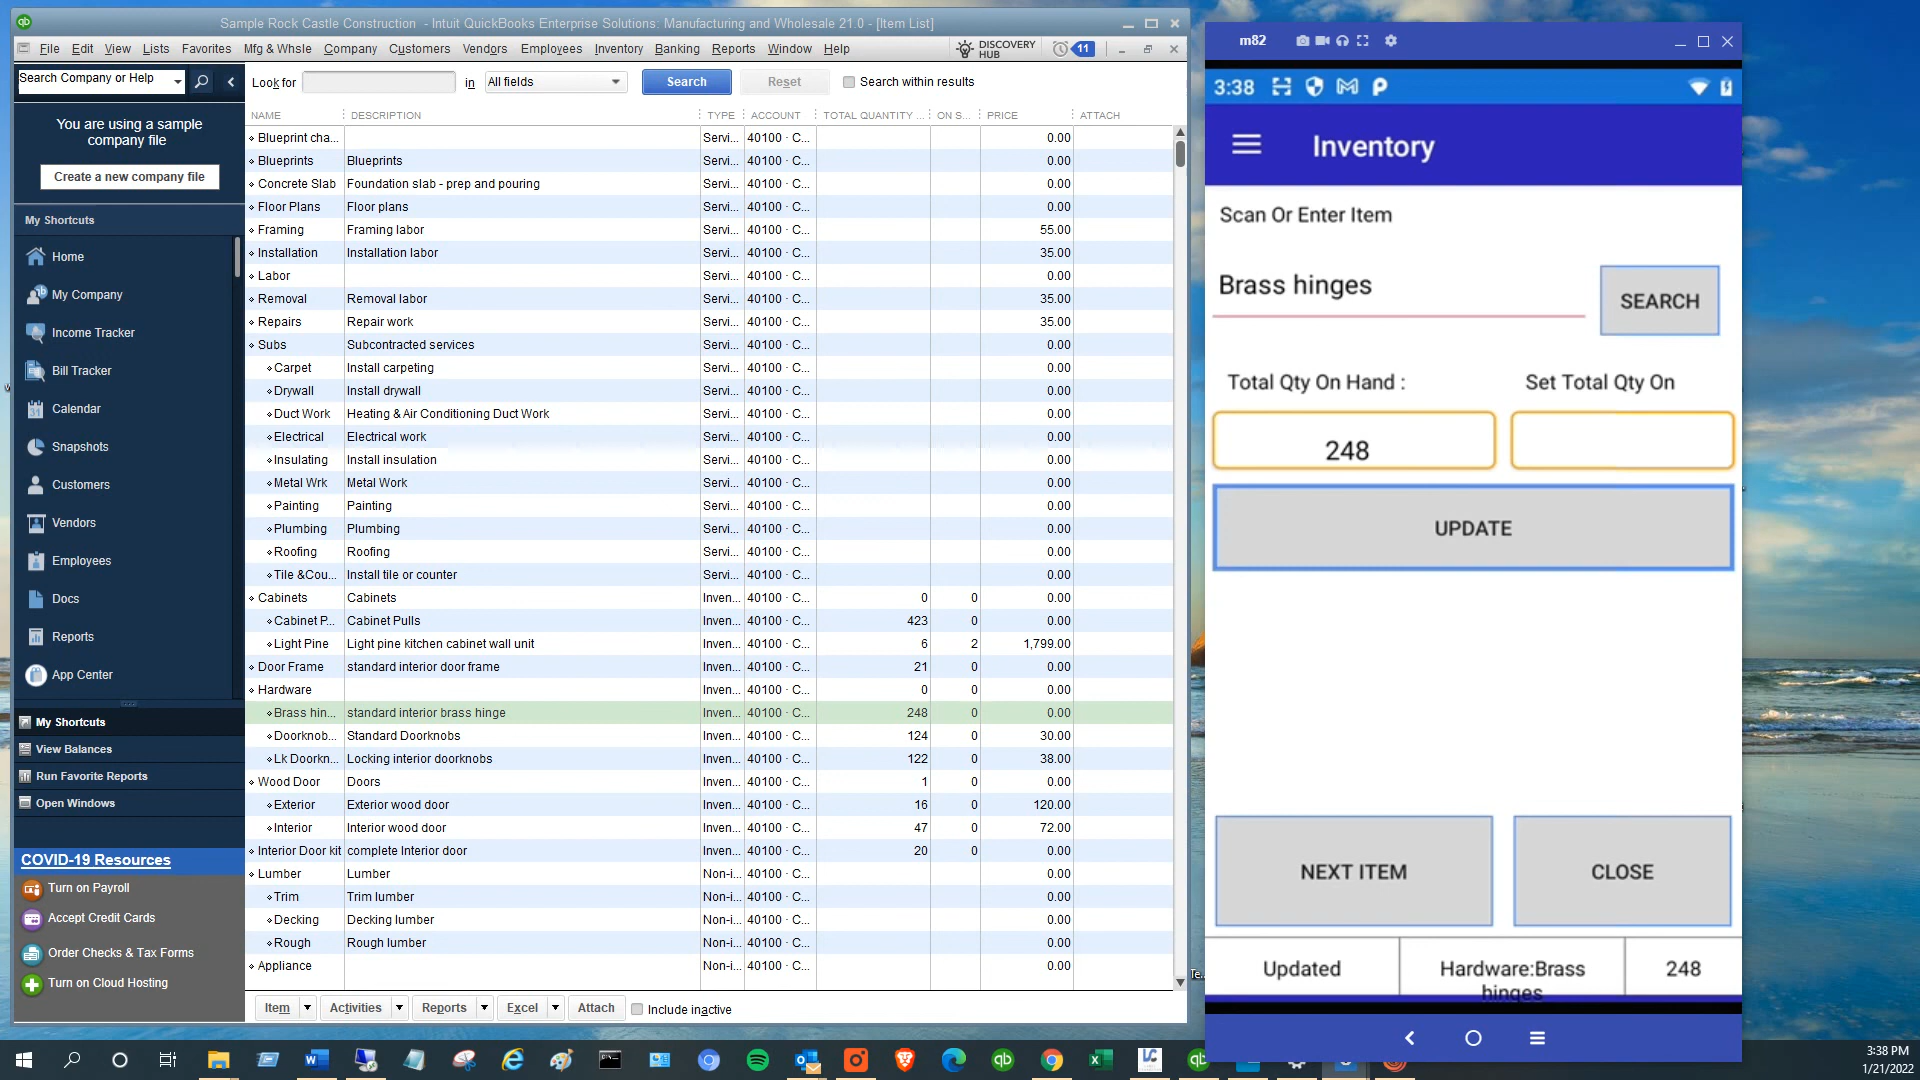 Sample Rock Castle Construction - Intuit QuickBooks Enterprise Solutions: Manufacturing and Wholesale 21.0 - [Item List]
File Edit View Lists Favorites Mfg & Whsle Company Customers Vendors Employees Inventory Banking Reports Window Help DISCOVERY HUB 11
Search Company or Help
Look for in All fields Search Reset Search within results
You are using a sample
company file
Create a new company file
My Shortcuts
Home
My Company
Income Tracker
Bill Tracker
Calendar
Snapshots
Customers
Vendors
Employees
Docs
Reports
App Center
My Shortcuts
View Balances
Run Favorite Reports
Open Windows
COVID-19 Resources
Turn on Payroll
Accept Credit Cards
Order Checks & Tax Forms
Turn on Cloud Hosting
NAME DESCRIPTION TYPE ACCOUNT TOTAL QUANTITY ... ON S... PRICE ATTACH
Blueprint cha... Servi... 40100 · C... 0.00
Blueprints Blueprints Servi... 40100 · C... 0.00
Concrete Slab Foundation slab - prep and pouring Servi... 40100 · C... 0.00
Floor Plans Floor plans Servi... 40100 · C... 0.00
Framing Framing labor Servi... 40100 · C... 55.00
Installation Installation labor Servi... 40100 · C... 35.00
Labor Servi... 40100 · C... 0.00
Removal Removal labor Servi... 40100 · C... 35.00
Repairs Repair work Servi... 40100 · C... 35.00
Subs Subcontracted services Servi... 40100 · C... 0.00
Carpet Install carpeting Servi... 40100 · C... 0.00
Drywall Install drywall Servi... 40100 · C... 0.00
Duct Work Heating & Air Conditioning Duct Work Servi... 40100 · C... 0.00
Electrical Electrical work Servi... 40100 · C... 0.00
Insulating Install insulation Servi... 40100 · C... 0.00
Metal Wrk Metal Work Servi... 40100 · C... 0.00
Painting Painting Servi... 40100 · C... 0.00
Plumbing Plumbing Servi... 40100 · C... 0.00
Roofing Roofing Servi... 40100 · C... 0.00
Tile &Cou... Install tile or counter Servi... 40100 · C... 0.00
Cabinets Cabinets Inven... 40100 · C... 0 0 0.00
Cabinet P... Cabinet Pulls Inven... 40100 · C... 423 0 0.00
Light Pine Light pine kitchen cabinet wall unit Inven... 40100 · C... 6 2 1,799.00
Door Frame standard interior door frame Inven... 40100 · C... 21 0 0.00
Hardware Inven... 40100 · C... 0 0 0.00
Brass hin... standard interior brass hinge Inven... 40100 · C... 248 0 0.00
Doorknob... Standard Doorknobs Inven... 40100 · C... 124 0 30.00
Lk Doorkn... Locking interior doorknobs Inven... 40100 · C... 122 0 38.00
Wood Door Doors Inven... 40100 · C... 1 0 0.00
Exterior Exterior wood door Inven... 40100 · C... 16 0 120.00
Interior Interior wood door Inven... 40100 · C... 47 0 72.00
Interior Door kit complete Interior door Inven... 40100 · C... 20 0 0.00
Lumber Lumber Non-i... 40100 · C... 0.00
Trim Trim lumber Non-i... 40100 · C... 0.00
Decking Decking lumber Non-i... 40100 · C... 0.00
Rough Rough lumber Non-i... 40100 · C... 0.00
Appliance Non-i... 40100 · C... 0.00
Item Activities Reports Excel Attach Include inactive
m82
3:38
Inventory
Scan Or Enter Item
Brass hinges SEARCH
Total Qty On Hand : Set Total Qty On
248
UPDATE
NEXT ITEM CLOSE
Updated Hardware:Brass hinges 248
Te...
3:38 PM
1/21/2022